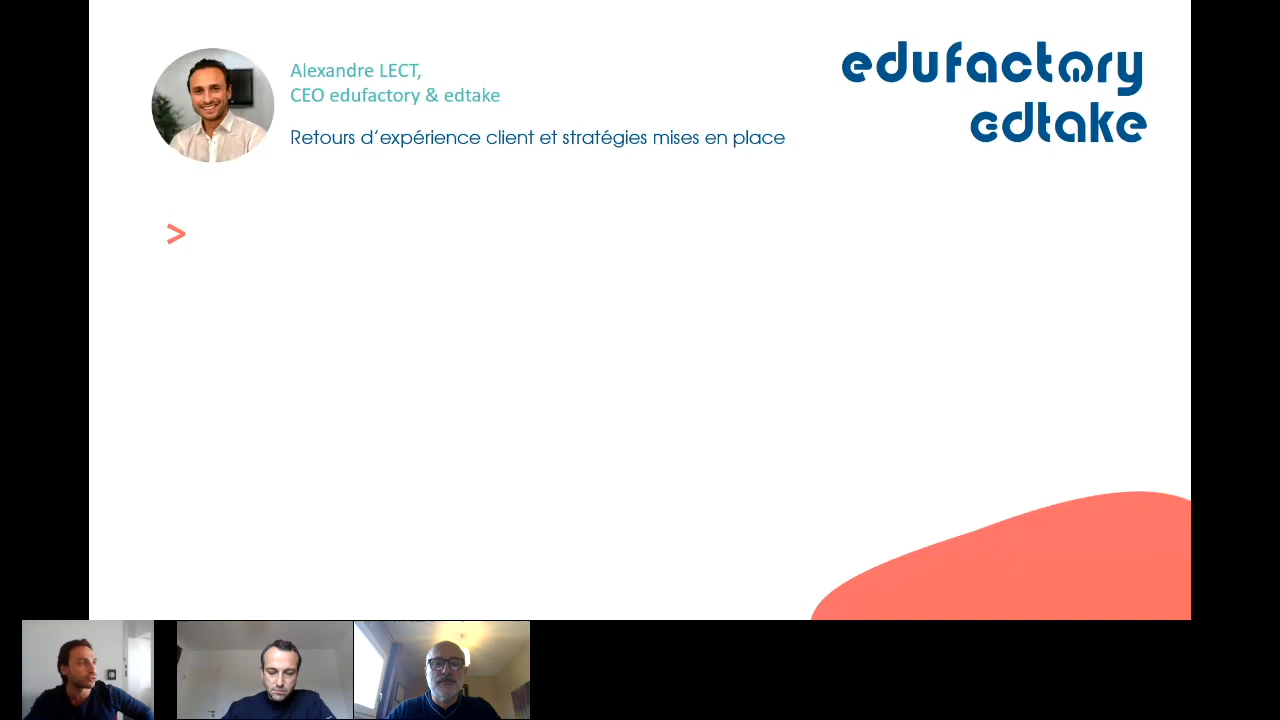 Alexandre LECT,
CEO edufactory & edtake
Retours d’expérience client et stratégies mises en place
edufactory
edtake
>